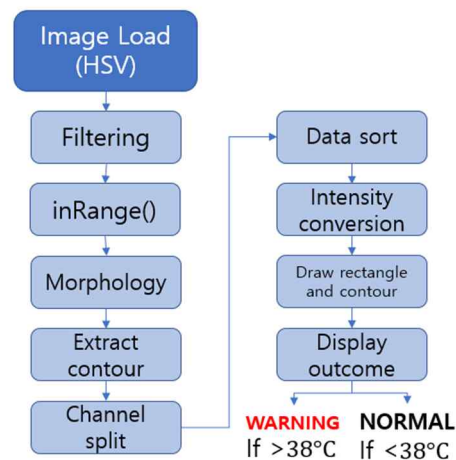 Image Load
(HSV)
Filtering
inRange()
Morphology
Extract
contour
Channel
split
Data sort
Intensity
conversion
Draw rectangle
and contour
Display
outcome
WARNING
If >38°C
NORMAL
If <38°C